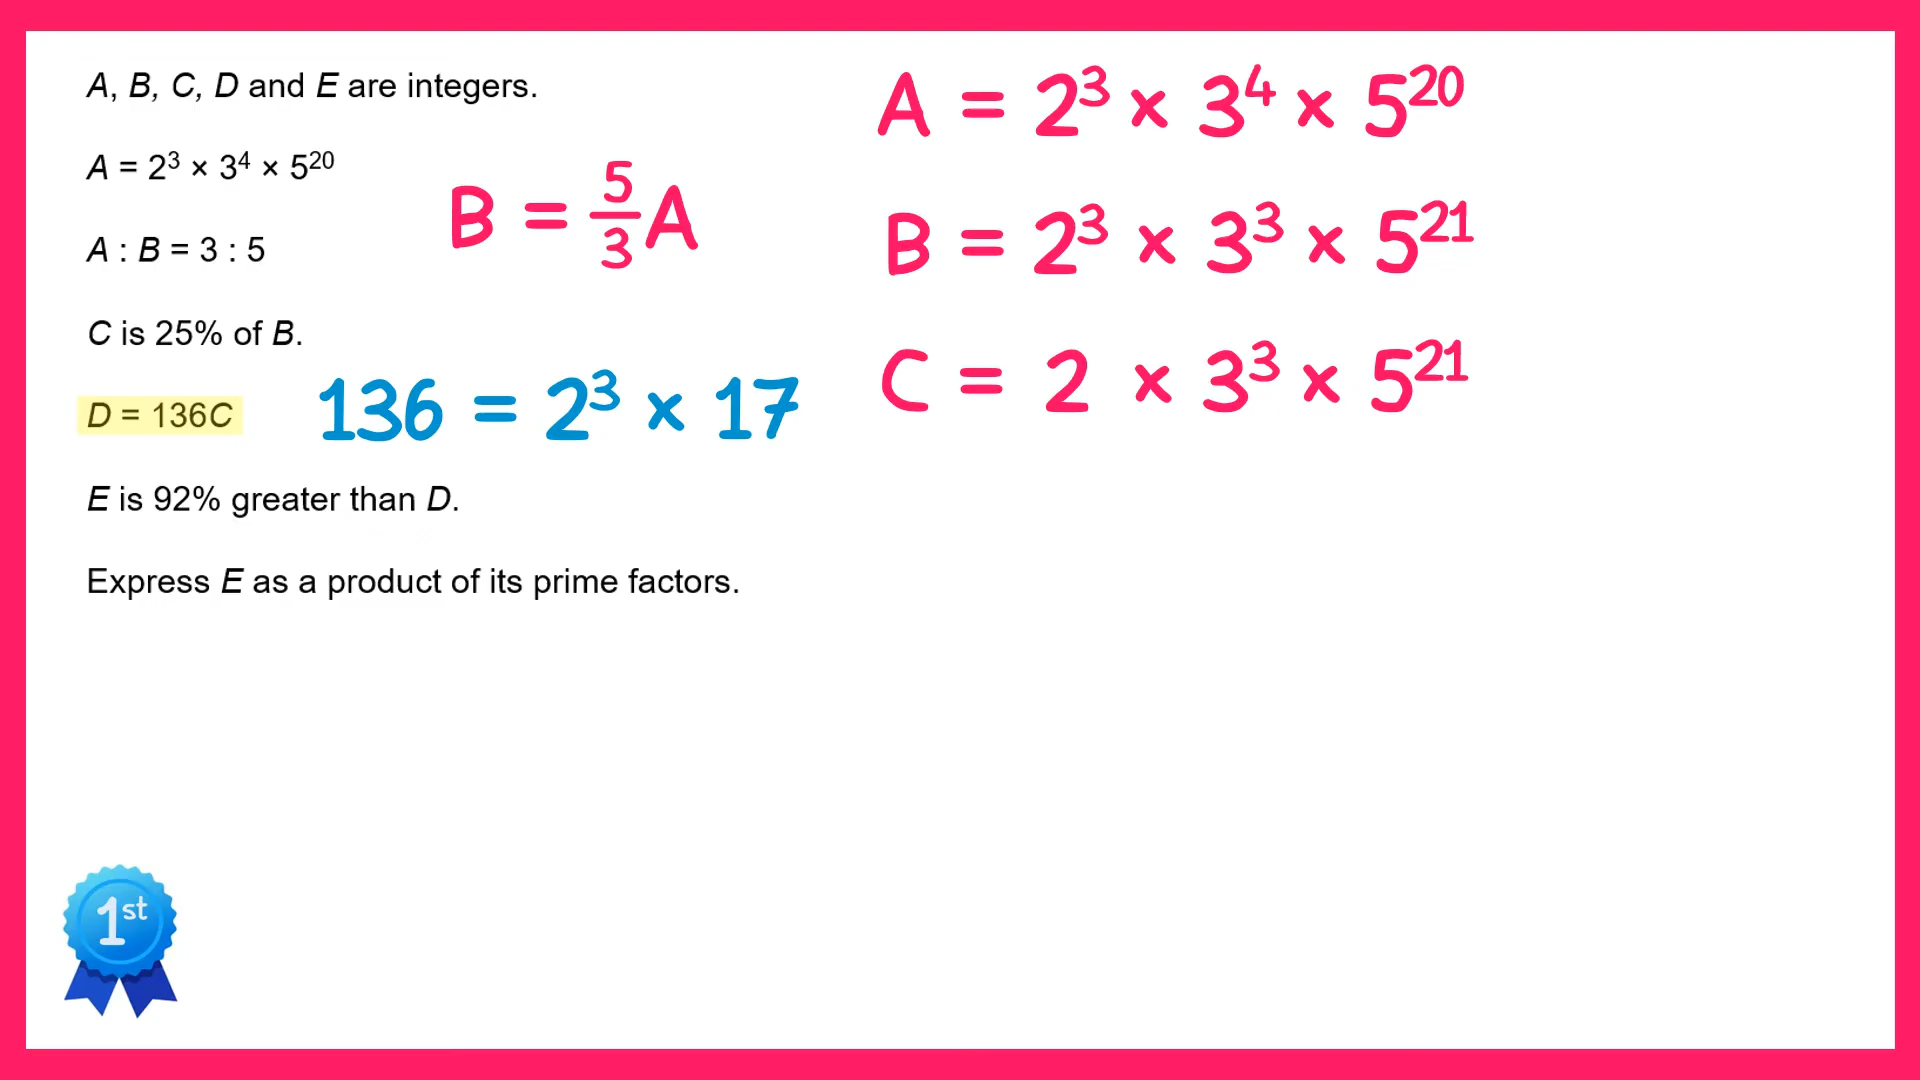 A, B, C, D and E are integers.
A = 2³ × 3⁴ × 5²⁰
A : B = 3 : 5
B = 5/3 A
C is 25% of B.
D = 136C
136 = 2³ × 17
E is 92% greater than D.
Express E as a product of its prime factors.
A = 2³ × 3⁴ × 5²⁰
B = 2³ × 3³ × 5²¹
C = 2 × 3³ × 5²¹
1st